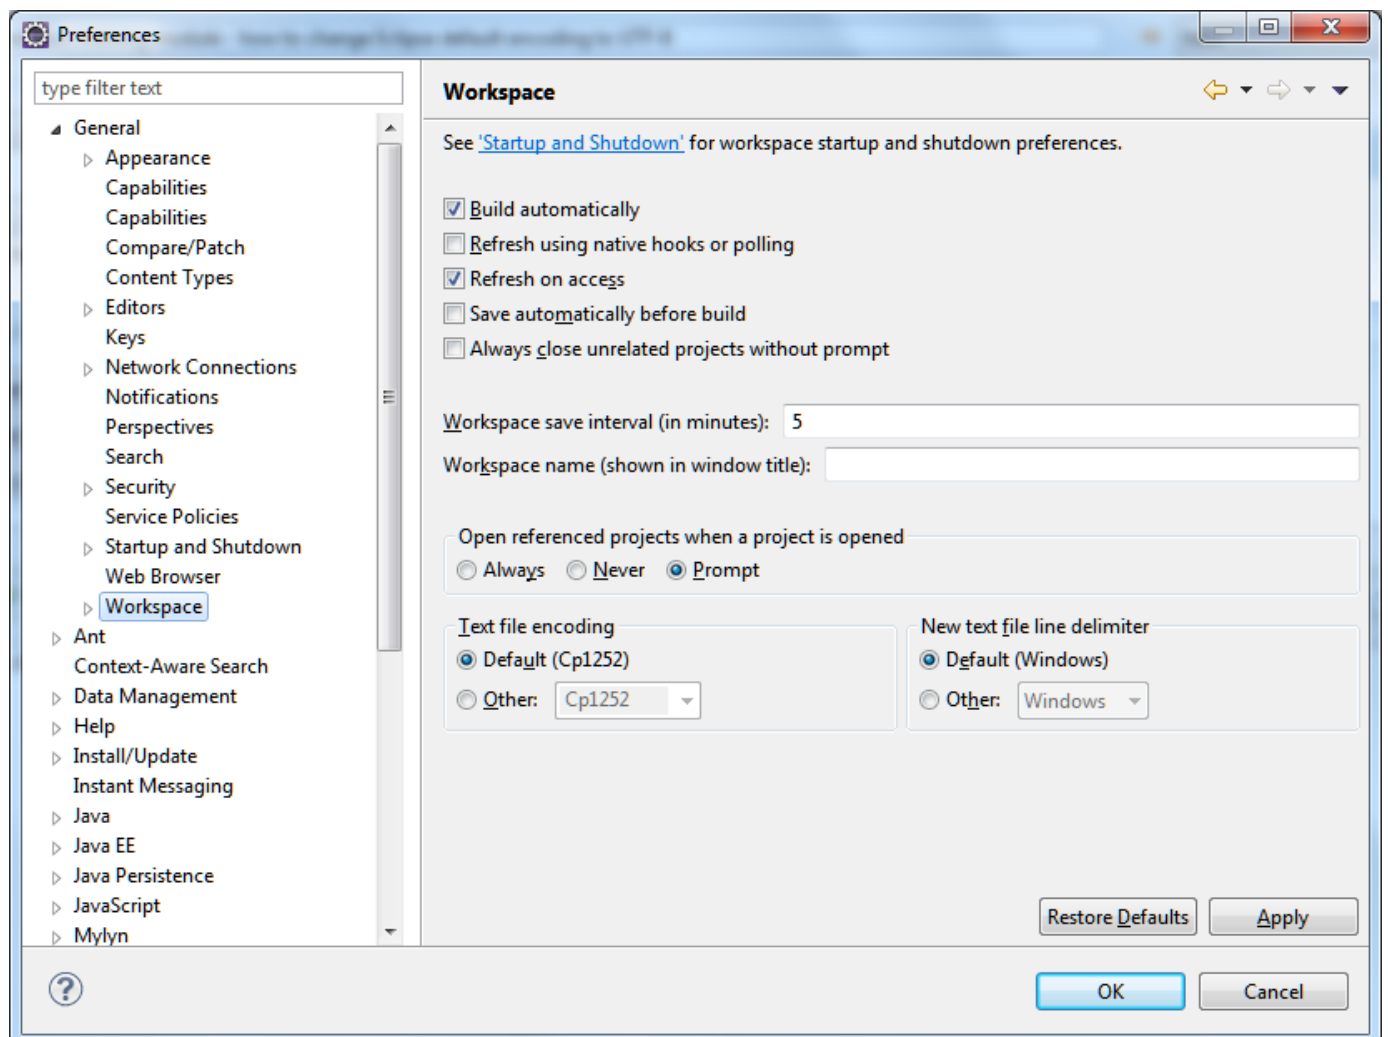 Preferences
type filter text
General
Appearance
Capabilities
Capabilities
Compare/Patch
Content Types
Editors
Keys
Network Connections
Notifications
Perspectives
Search
Security
Service Policies
Startup and Shutdown
Web Browser
Workspace
Ant
Context-Aware Search
Data Management
Help
Install/Update
Instant Messaging
Java
Java EE
Java Persistence
JavaScript
Mylyn
Workspace
See 'Startup and Shutdown' for workspace startup and shutdown preferences.
Build automatically
Refresh using native hooks or polling
Refresh on access
Save automatically before build
Always close unrelated projects without prompt
Workspace save interval (in minutes): 5
Workspace name (shown in window title):
Open referenced projects when a project is opened
Always Never Prompt
Text file encoding
Default (Cp1252)
Other: Cp1252
New text file line delimiter
Default (Windows)
Other: Windows
Restore Defaults Apply
OK Cancel